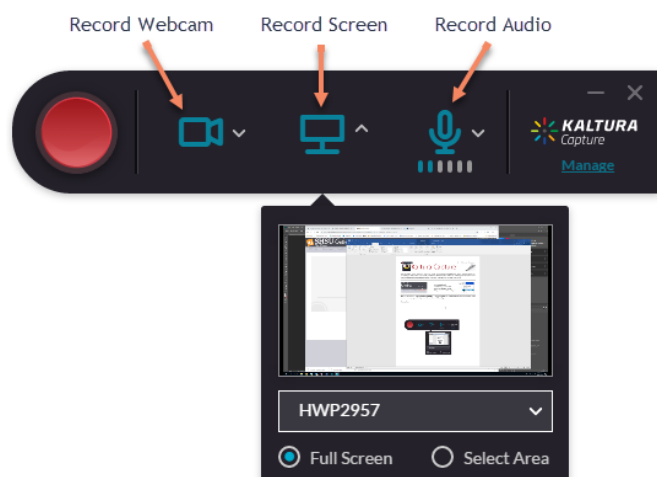 Record Webcam
Record Screen
Record Audio
KALTURA
Capture
Manage
HWP2957
Full Screen
Select Area